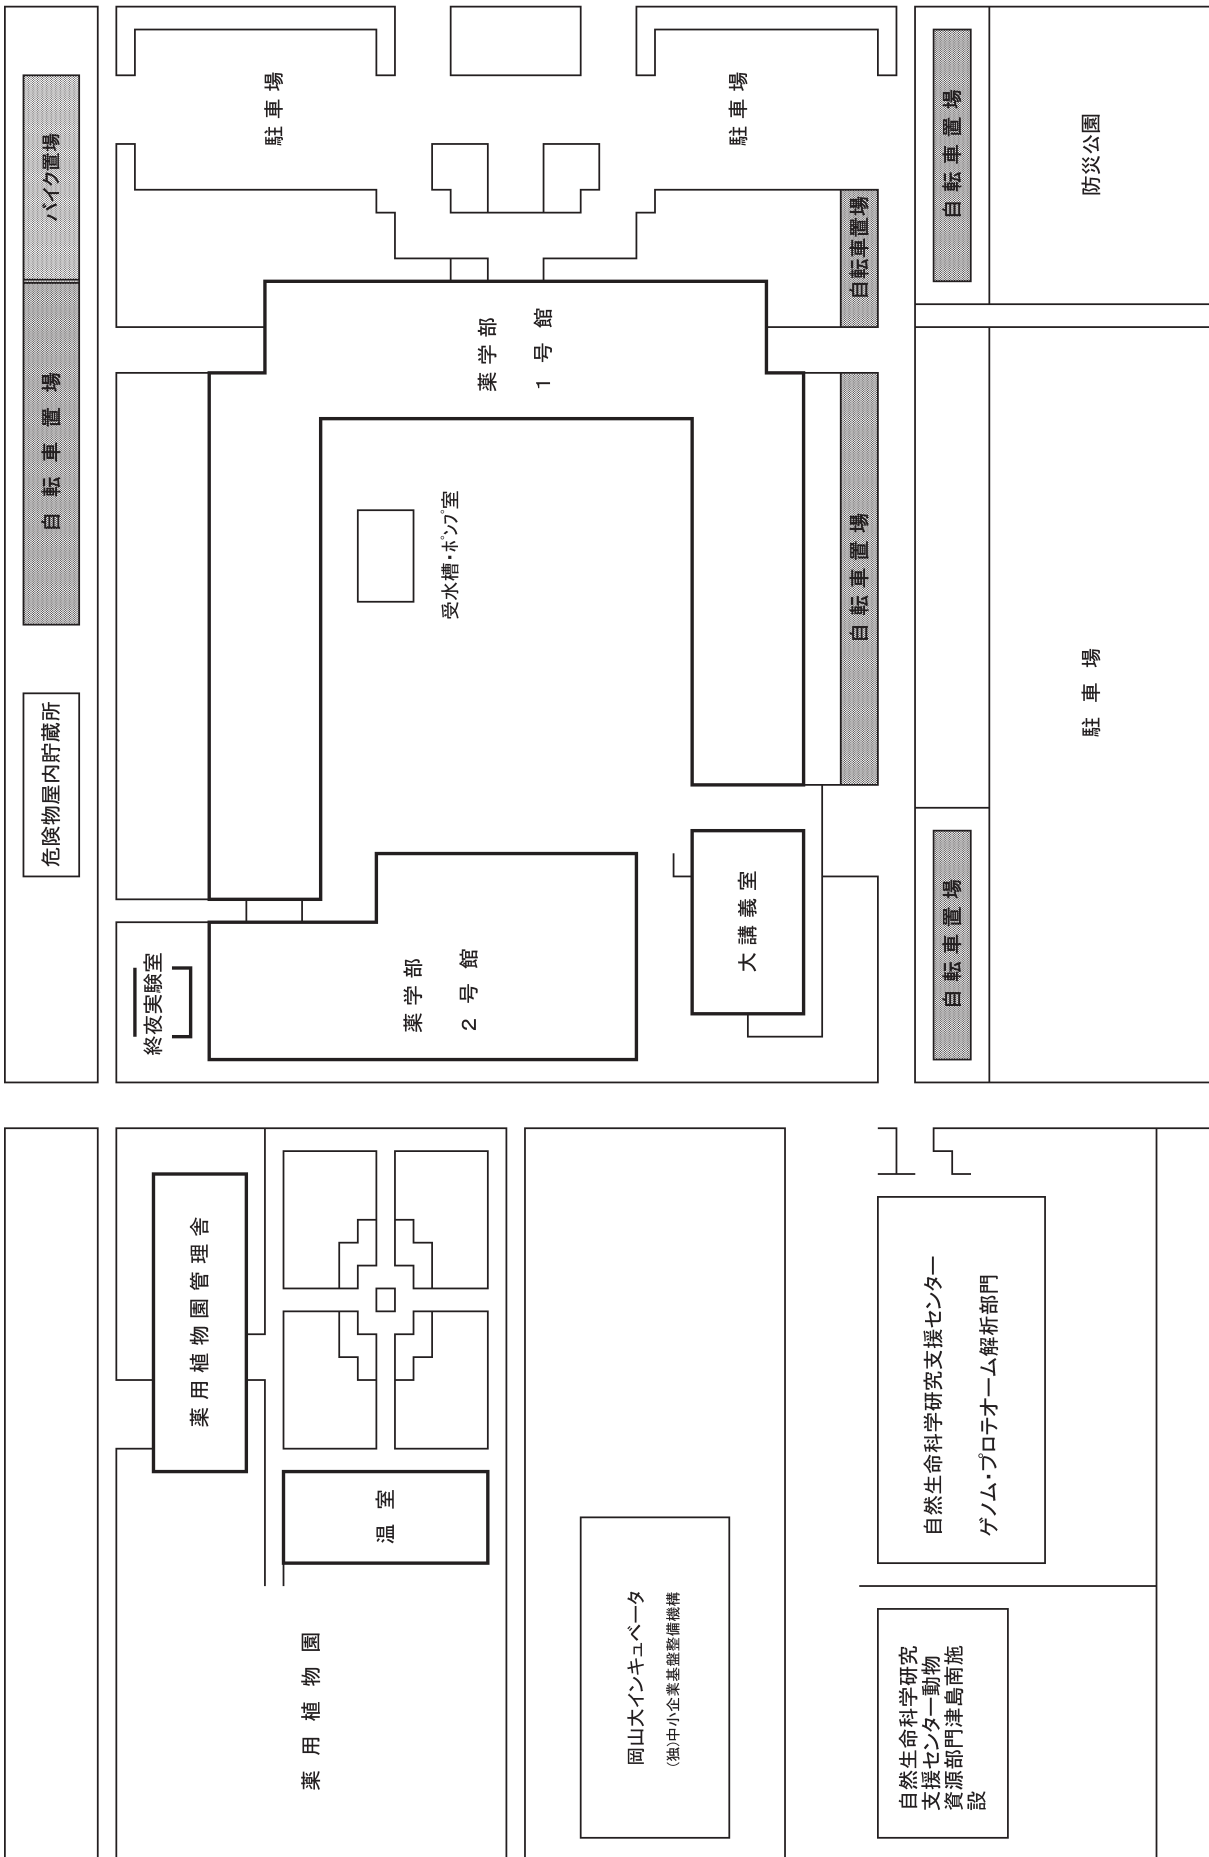 バイク置場
自転車置場
危険物屋内貯蔵所
駐車場
駐車場
自転車置場
防災公園
自転車置場
薬学部
1号館
受水槽・ポンプ室
自転車置場
駐車場
終夜実験室
薬学部
2号館
大講義室
自転車置場
薬用植物園管理舎
温室
薬用植物園
岡山大インキュベータ
(独)中小企業基盤整備機構
自然生命科学研究支援センター
ゲノム・プロテオーム解析部門
自然生命科学研究
支援センター動物
資源部門津島南施
設